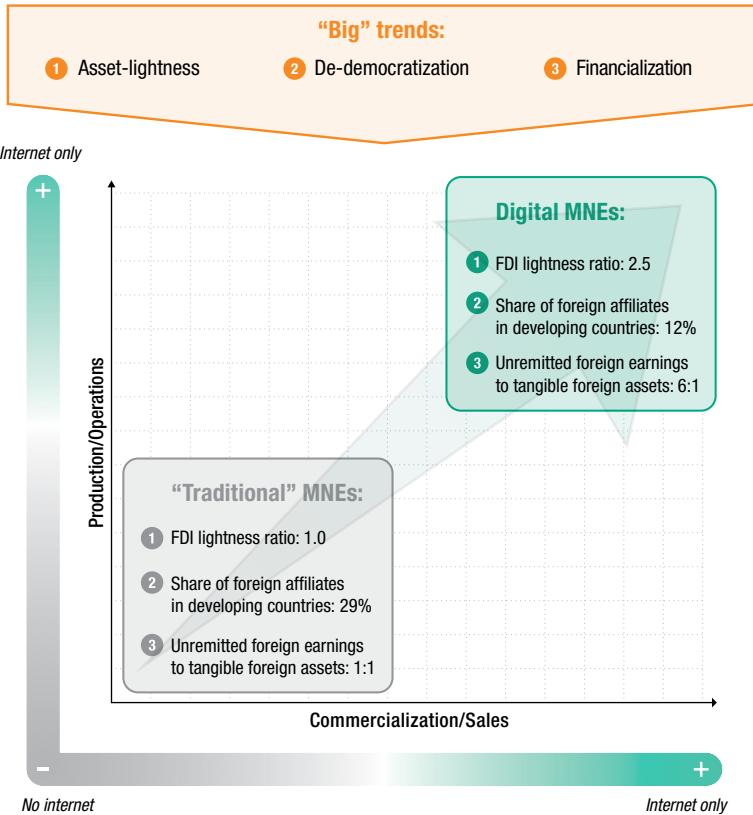 “Big” trends:
1 Asset-lightness 2 De-democratization 3 Financialization
Internet only
+
Digital MNEs:
1 FDI lightness ratio: 2.5
2 Share of foreign affiliates
in developing countries: 12%
3 Unremitted foreign earnings
to tangible foreign assets: 6:1
Production/Operations
“Traditional” MNEs:
1 FDI lightness ratio: 1.0
2 Share of foreign affiliates
in developing countries: 29%
3 Unremitted foreign earnings
to tangible foreign assets: 1:1
Commercialization/Sales
– +
No internet Internet only